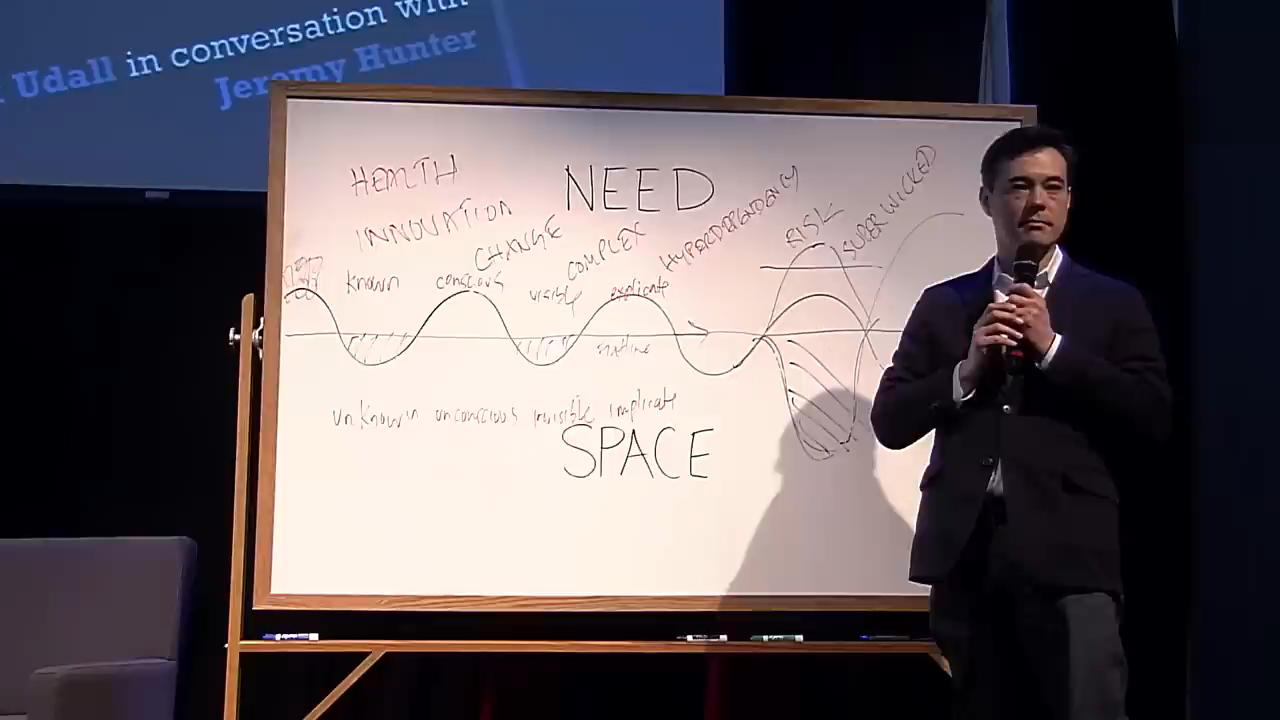 Udall in conversation with
Jeremy Hunter
HEALTH
NEED
INNOVATION
CHANGE
COMPLEX
HYPERDEPENDENCY
RISK
SUPER WICKED
known
conscious
visible
explicate
unknown unconscious invisible implicate
SPACE